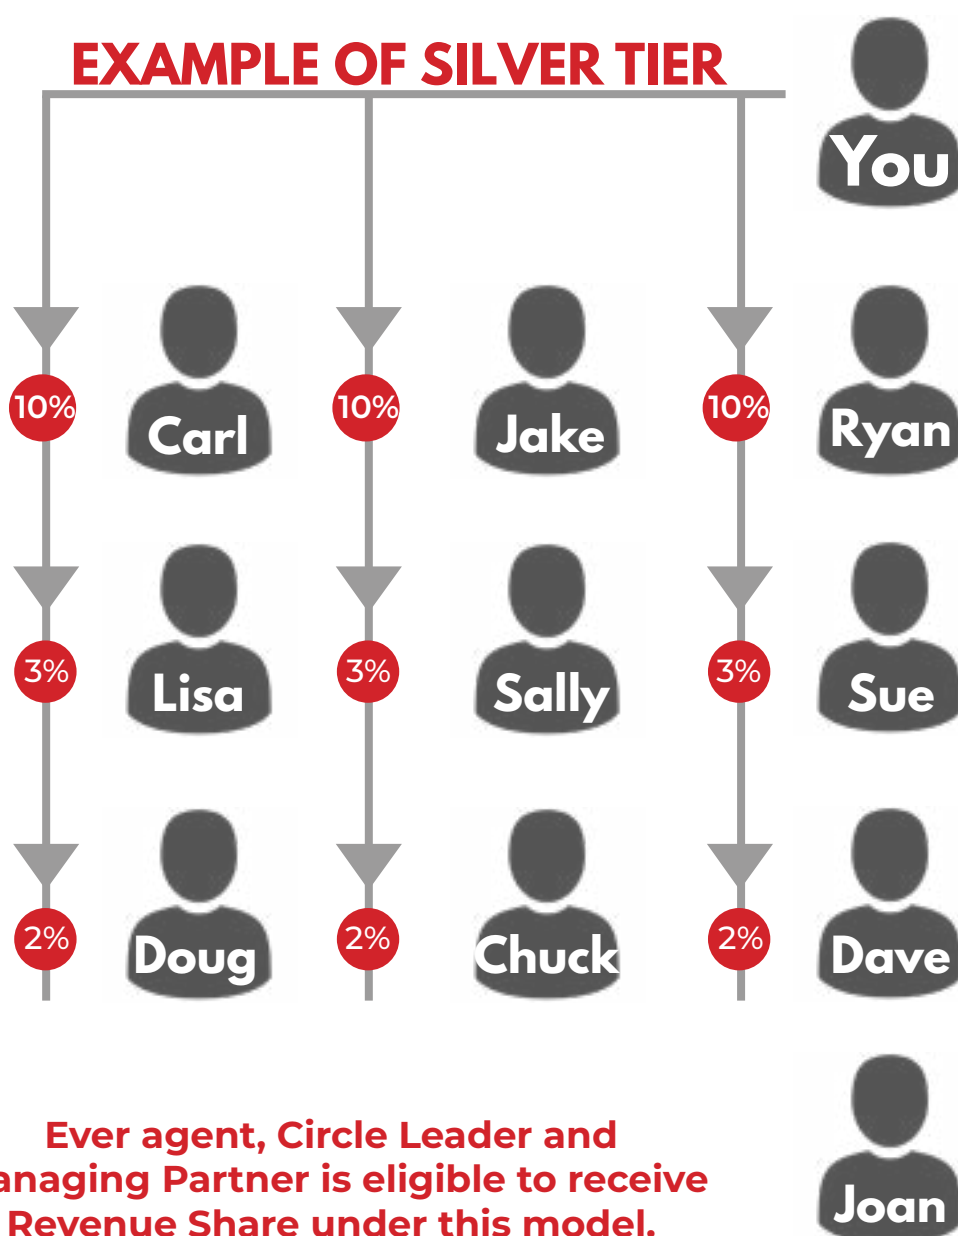 EXAMPLE OF SILVER TIER
You
10%
Carl
10%
Jake
10%
Ryan
3%
Lisa
3%
Sally
3%
Sue
2%
Doug
2%
Chuck
2%
Dave
Ever agent, Circle Leader and
anaging Partner is eligible to receive
Revenue Share under this model.
Joan